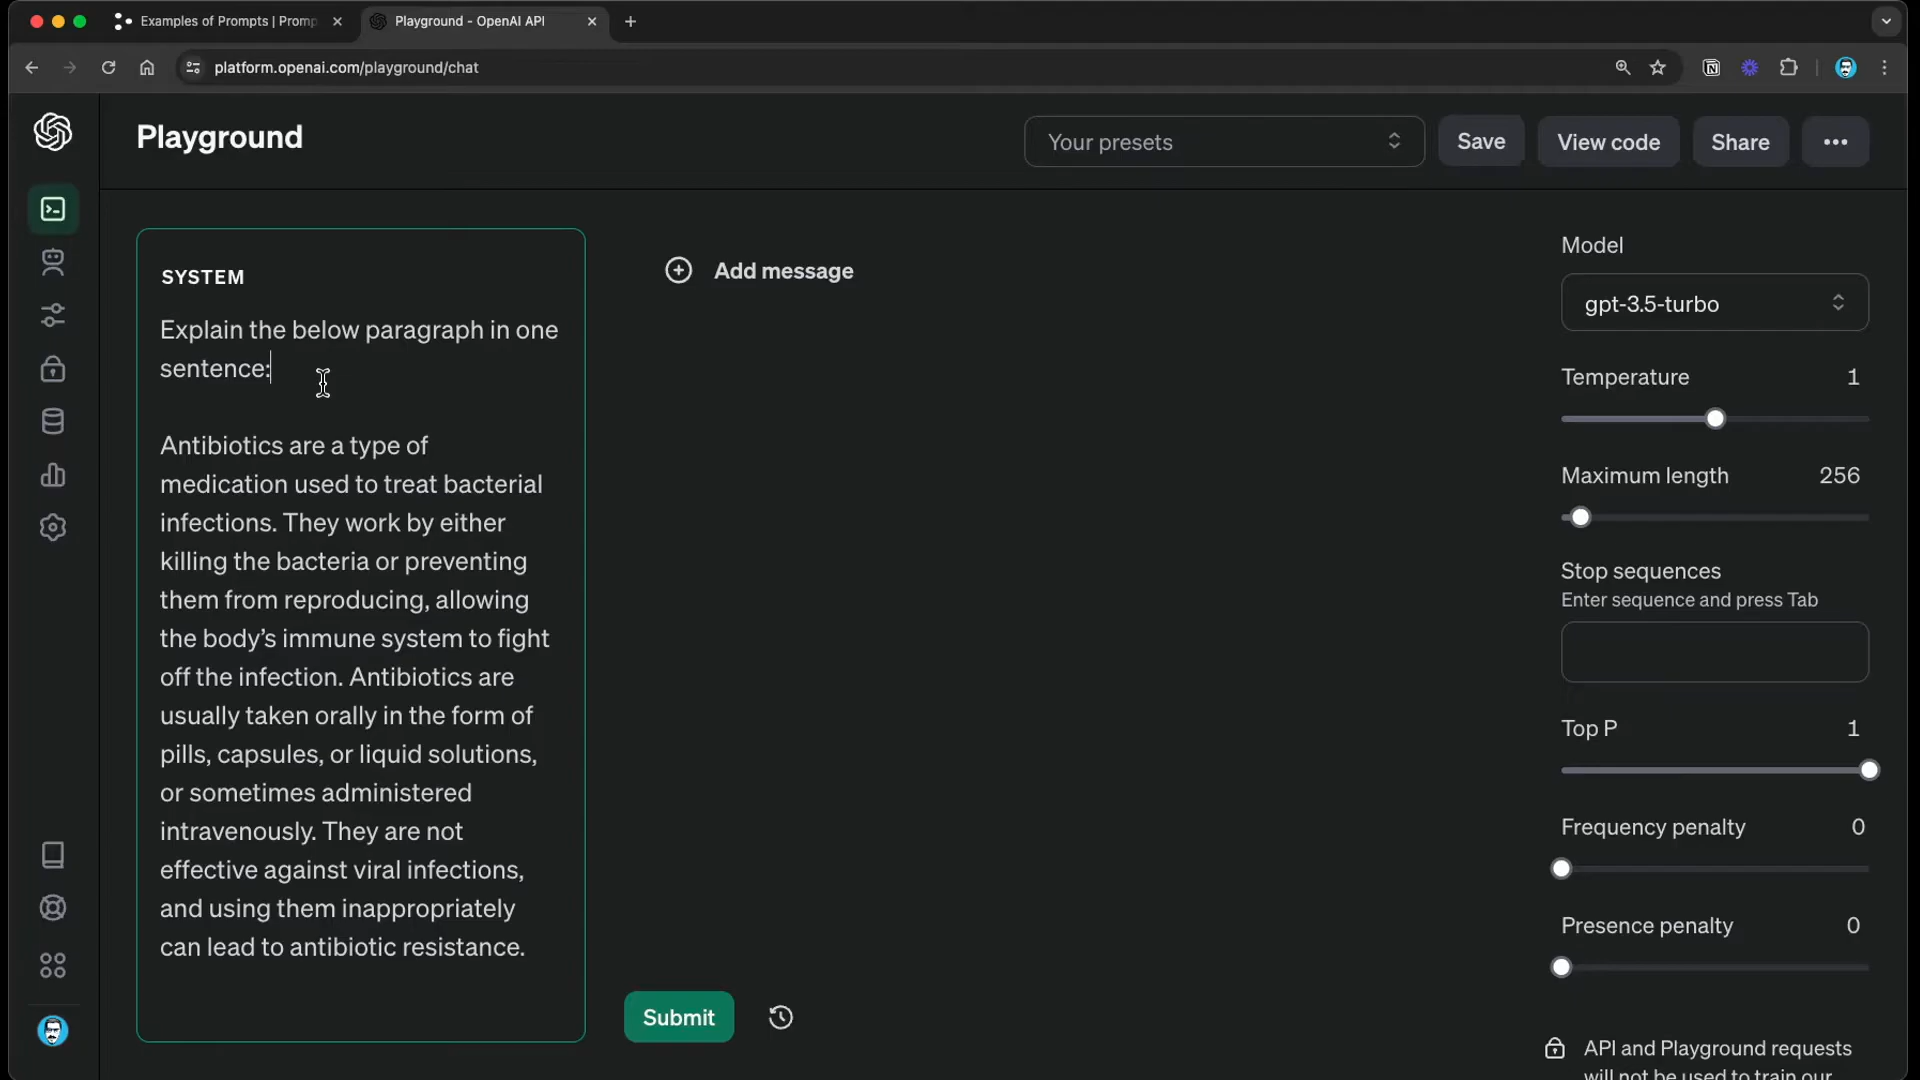 Examples of Prompts | Promp
Playground - OpenAI API
platform.openai.com/playground/chat
Playground
Your presets
Save
View code
Share
SYSTEM
Explain the below paragraph in one
sentence:
Antibiotics are a type of
medication used to treat bacterial
infections. They work by either
killing the bacteria or preventing
them from reproducing, allowing
the body’s immune system to fight
off the infection. Antibiotics are
usually taken orally in the form of
pills, capsules, or liquid solutions,
or sometimes administered
intravenously. They are not
effective against viral infections,
and using them inappropriately
can lead to antibiotic resistance.
Add message
Submit
Model
gpt-3.5-turbo
Temperature 1
Maximum length 256
Stop sequences
Enter sequence and press Tab
Top P 1
Frequency penalty 0
Presence penalty 0
API and Playground requests
will not be used to train our